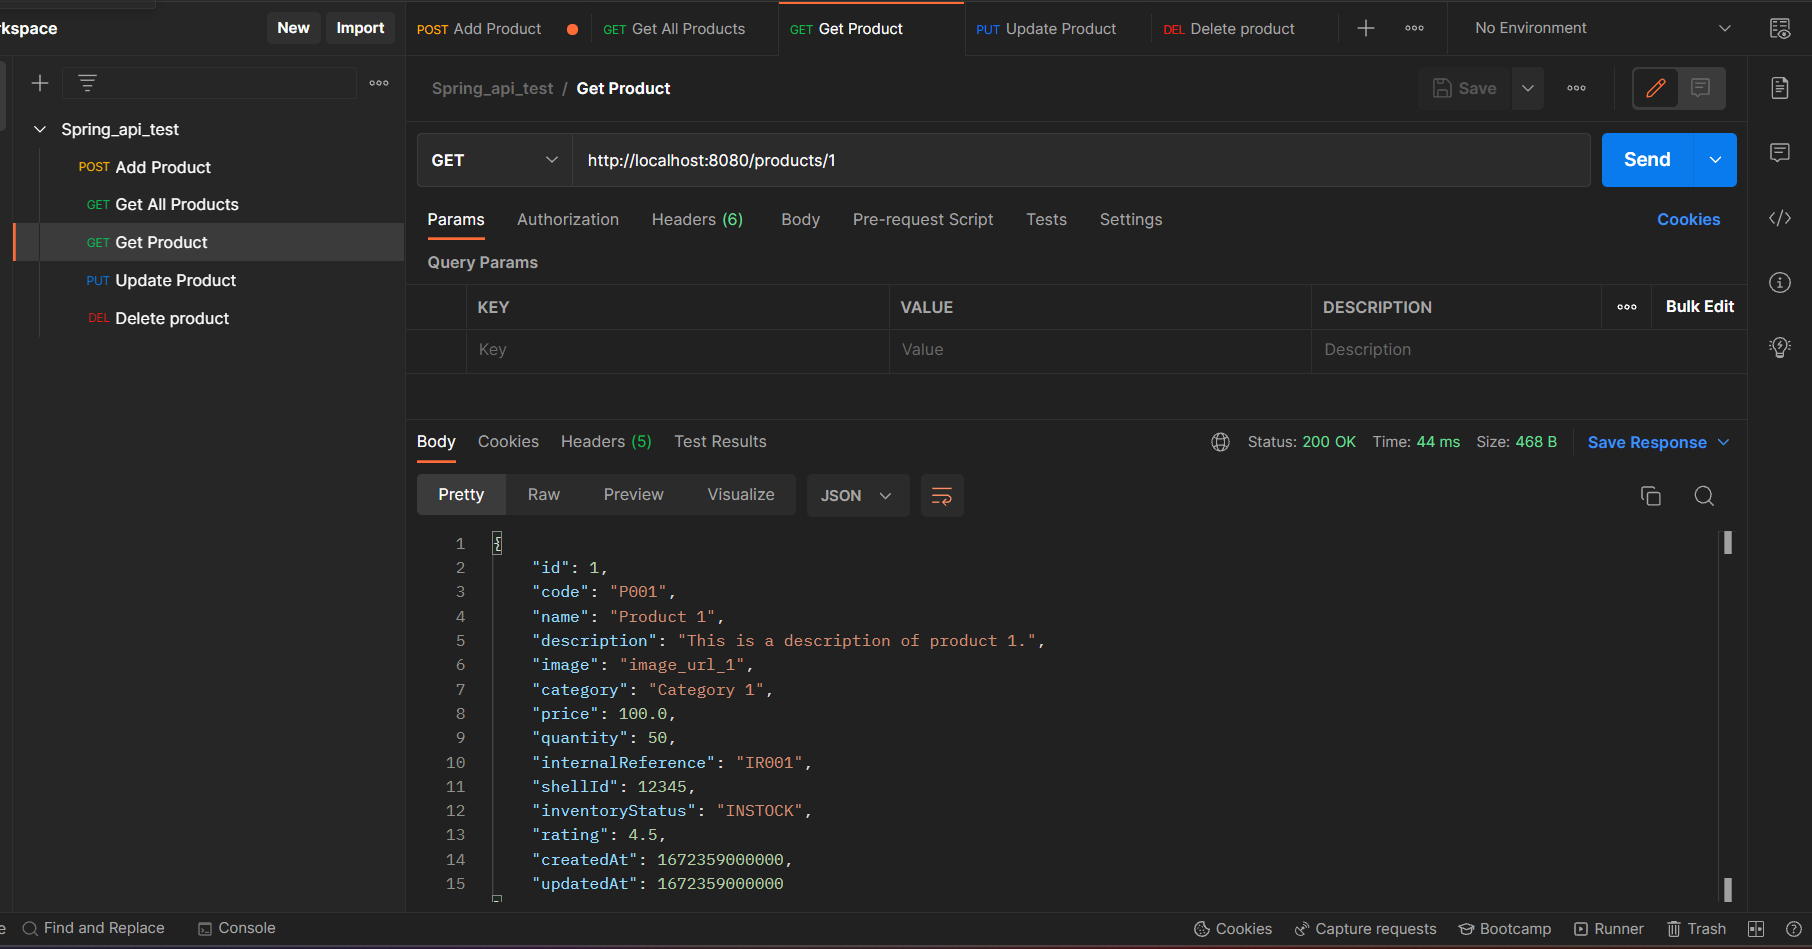 rkspace
New
Import
POST Add Product
GET Get All Products
GET Get Product
PUT Update Product
DEL Delete product
No Environment
Spring_api_test
POST Add Product
GET Get All Products
GET Get Product
PUT Update Product
DEL Delete product
Spring_api_test / Get Product
Save
GET
http://localhost:8080/products/1
Send
Params Authorization Headers (6) Body Pre-request Script Tests Settings
Cookies
Query Params
KEY VALUE DESCRIPTION
Bulk Edit
Key Value Description
Body Cookies Headers (5) Test Results
Status: 200 OK Time: 44 ms Size: 468 B
Save Response
Pretty Raw Preview Visualize
JSON
1 {
2 "id": 1,
3 "code": "P001",
4 "name": "Product 1",
5 "description": "This is a description of product 1.",
6 "image": "image_url_1",
7 "category": "Category 1",
8 "price": 100.0,
9 "quantity": 50,
10 "internalReference": "IR001",
11 "shellId": 12345,
12 "inventoryStatus": "INSTOCK",
13 "rating": 4.5,
14 "createdAt": 1672359000000,
15 "updatedAt": 1672359000000
e
Find and Replace
Console
Cookies
Capture requests
Bootcamp
Runner
Trash